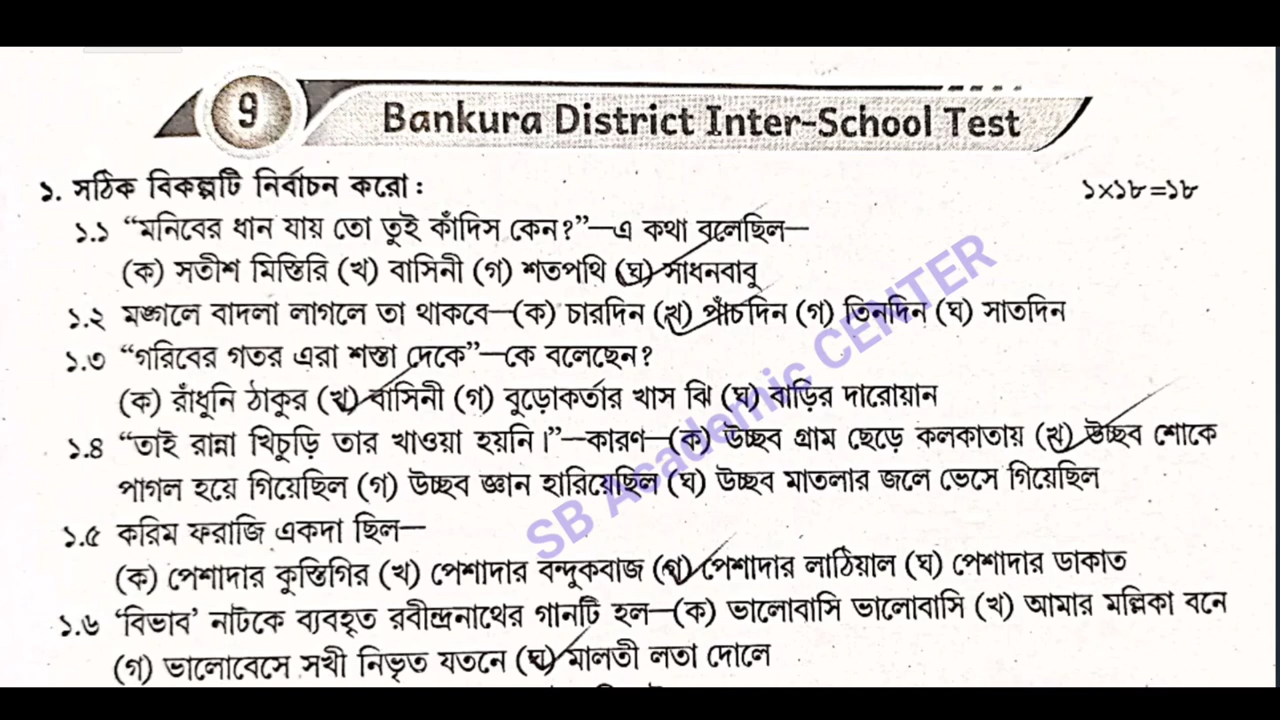 9
Bankura District Inter-School Test
১. সঠিক বিকল্পটি নির্বাচন করো : ১×১৮=১৮
১.১ “মনিবের ধান যায় তো তুই কাঁদিস কেন?”—এ কথা বলেছিল—
(ক) সতীশ মিস্তিরি (খ) বাসিনী (গ) শতপথি (ঘ) সাধনবাবু
১.২ মঙ্গলে বাদলা লাগলে তা থাকবে—(ক) চারদিন (খ) পাঁচদিন (গ) তিনদিন (ঘ) সাতদিন
১.৩ “গরিবের গতর এরা শস্তা দেকে”—কে বলেছেন?
(ক) রাঁধুনি ঠাকুর (খ) বাসিনী (গ) বুড়োকর্তার খাস ঝি (ঘ) বাড়ির দারোয়ান
১.৪ “তাই রান্না খিচুড়ি তার খাওয়া হয়নি।”—কারণ—(ক) উচ্ছব গ্রাম ছেড়ে কলকাতায় (খ) উচ্ছব শোকে
পাগল হয়ে গিয়েছিল (গ) উচ্ছব জ্ঞান হারিয়েছিল (ঘ) উচ্ছব মাতলার জলে ভেসে গিয়েছিল
১.৫ করিম ফরাজি একদা ছিল—
(ক) পেশাদার কুস্তিগির (খ) পেশাদার বন্দুকবাজ (গ) পেশাদার লাঠিয়াল (ঘ) পেশাদার ডাকাত
১.৬ ‘বিভাব’ নাটকে ব্যবহৃত রবীন্দ্রনাথের গানটি হল—(ক) ভালোবাসি ভালোবাসি (খ) আমার মল্লিকা বনে
(গ) ভালোবেসে সখী নিভৃত যতনে (ঘ) মালতী লতা দোলে
SB Academic CENTER